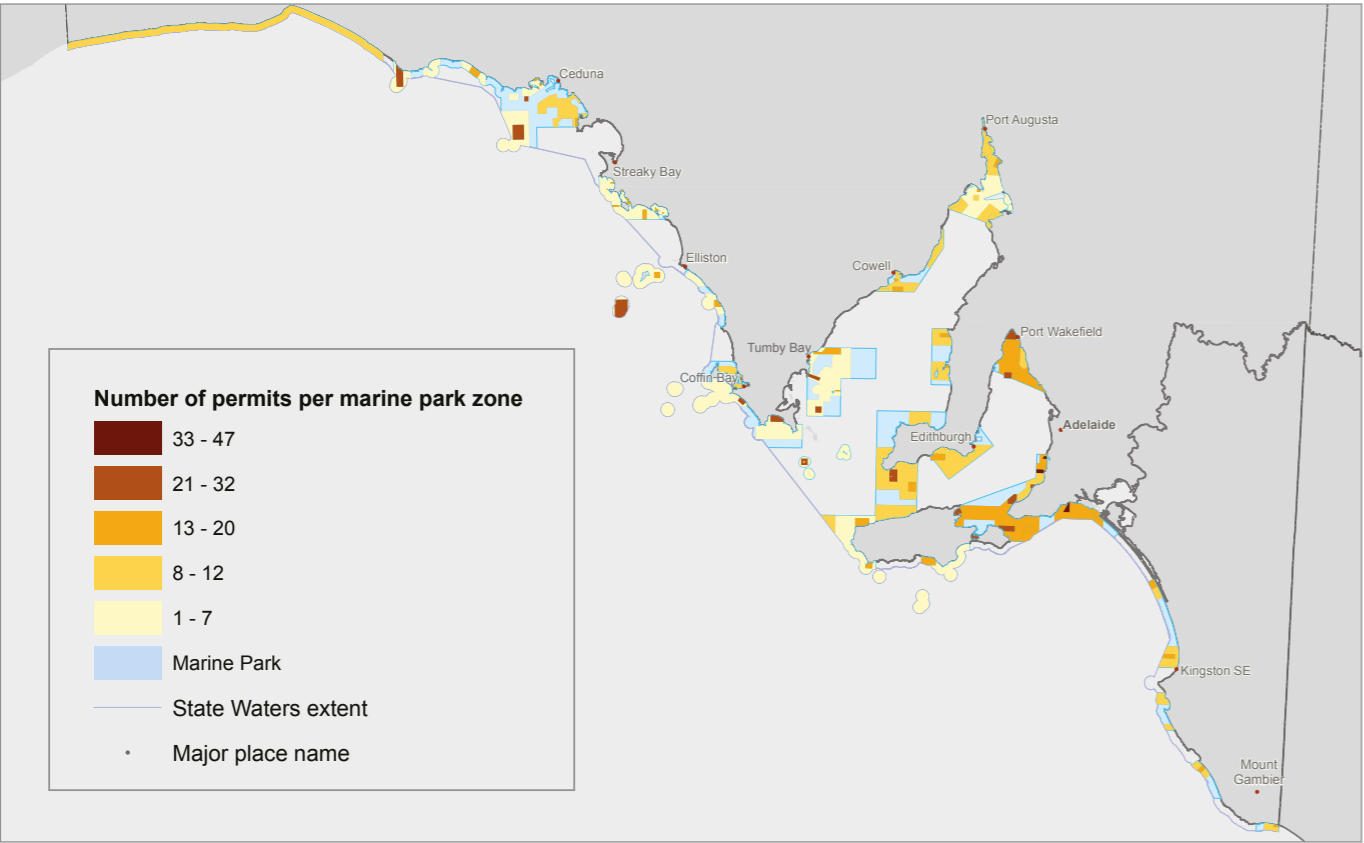 Ceduna
Port Augusta
Streaky Bay
Elliston
Cowell
Port Wakefield
Tumby Bay
Coffin Bay
Adelaide
Edithburgh
Kingston SE
Mount
Gambier
Number of permits per marine park zone
33 - 47
21 - 32
13 - 20
8 - 12
1 - 7
Marine Park
State Waters extent
Major place name